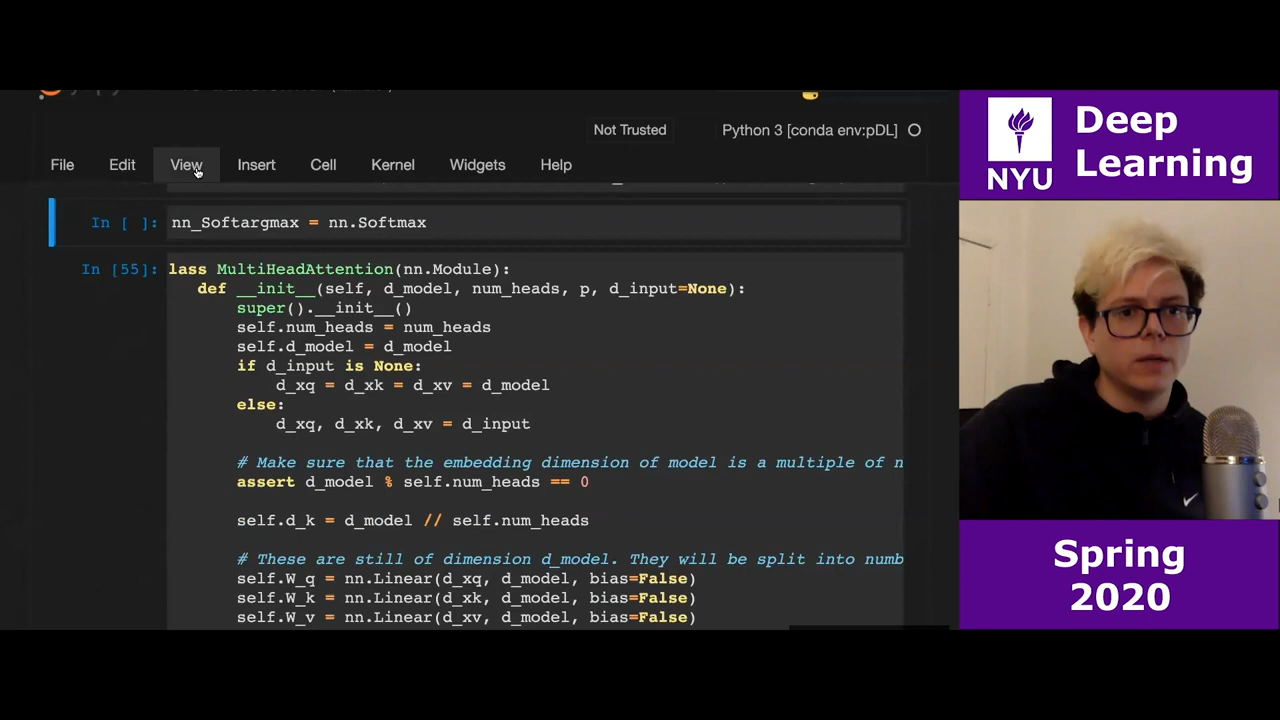 Not Trusted
Python 3 [conda env:pDL]
File Edit View Insert Cell Kernel Widgets Help
In [ ]: nn_Softargmax = nn.Softmax
In [55]: lass MultiHeadAttention(nn.Module):
def __init__(self, d_model, num_heads, p, d_input=None):
super().__init__()
self.num_heads = num_heads
self.d_model = d_model
if d_input is None:
d_xq = d_xk = d_xv = d_model
else:
d_xq, d_xk, d_xv = d_input
# Make sure that the embedding dimension of model is a multiple of n
assert d_model % self.num_heads == 0
self.d_k = d_model // self.num_heads
# These are still of dimension d_model. They will be split into numb
self.W_q = nn.Linear(d_xq, d_model, bias=False)
self.W_k = nn.Linear(d_xk, d_model, bias=False)
self.W_v = nn.Linear(d_xv, d_model, bias=False)
NYU
Deep
Learning
Spring
2020